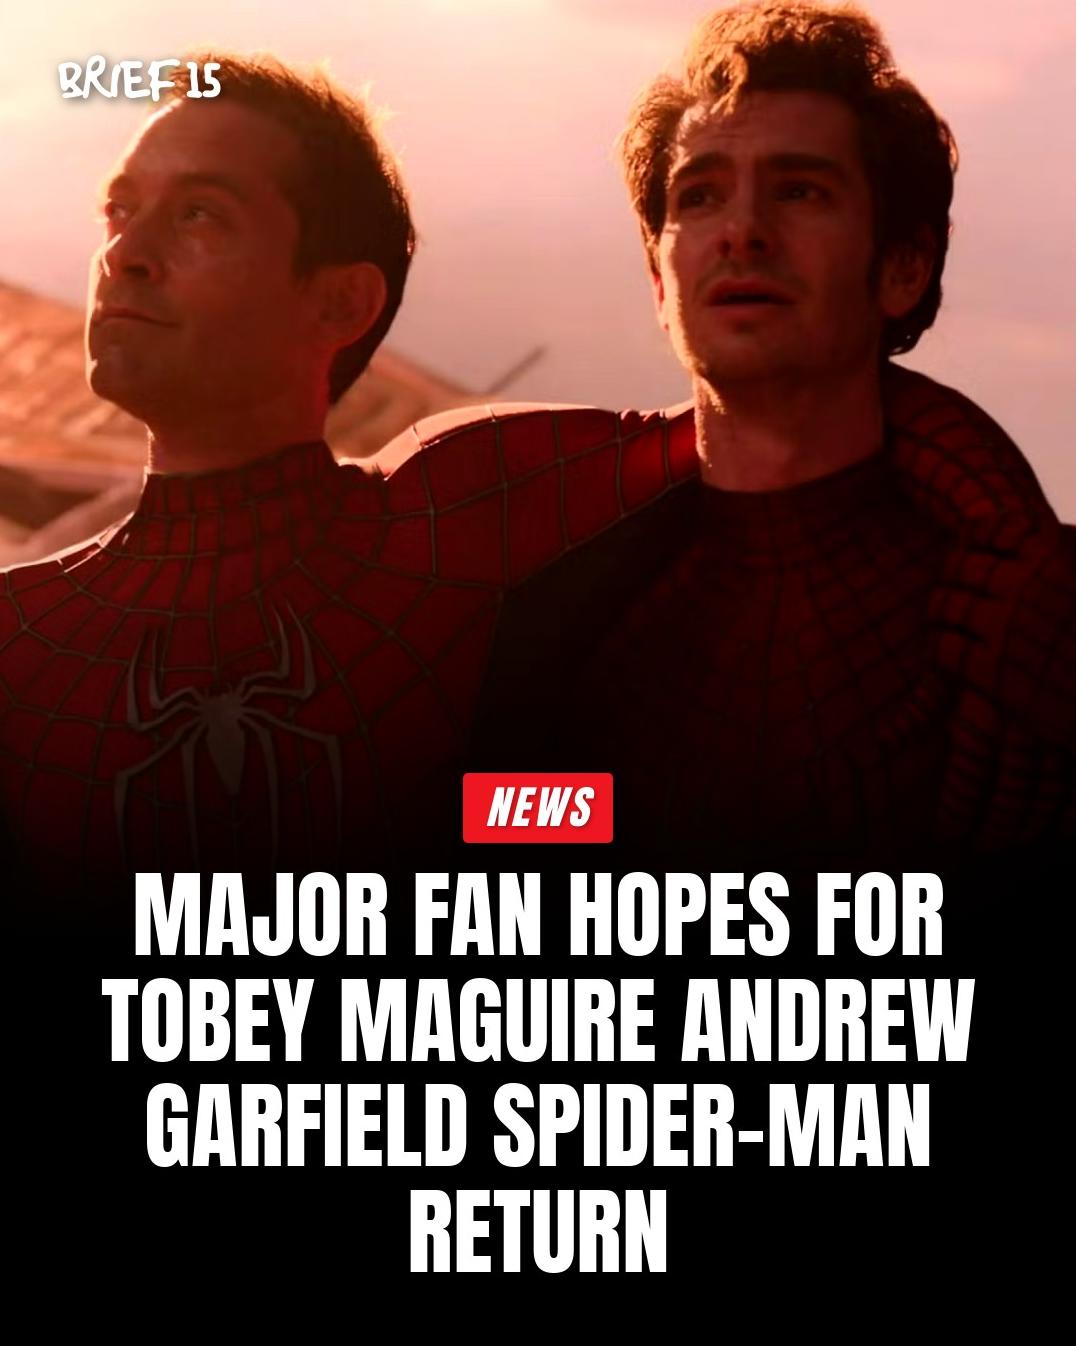 BRIEF 15
NEWS
MAJOR FAN HOPES FOR
TOBEY MAGUIRE ANDREW
GARFIELD SPIDER-MAN
RETURN